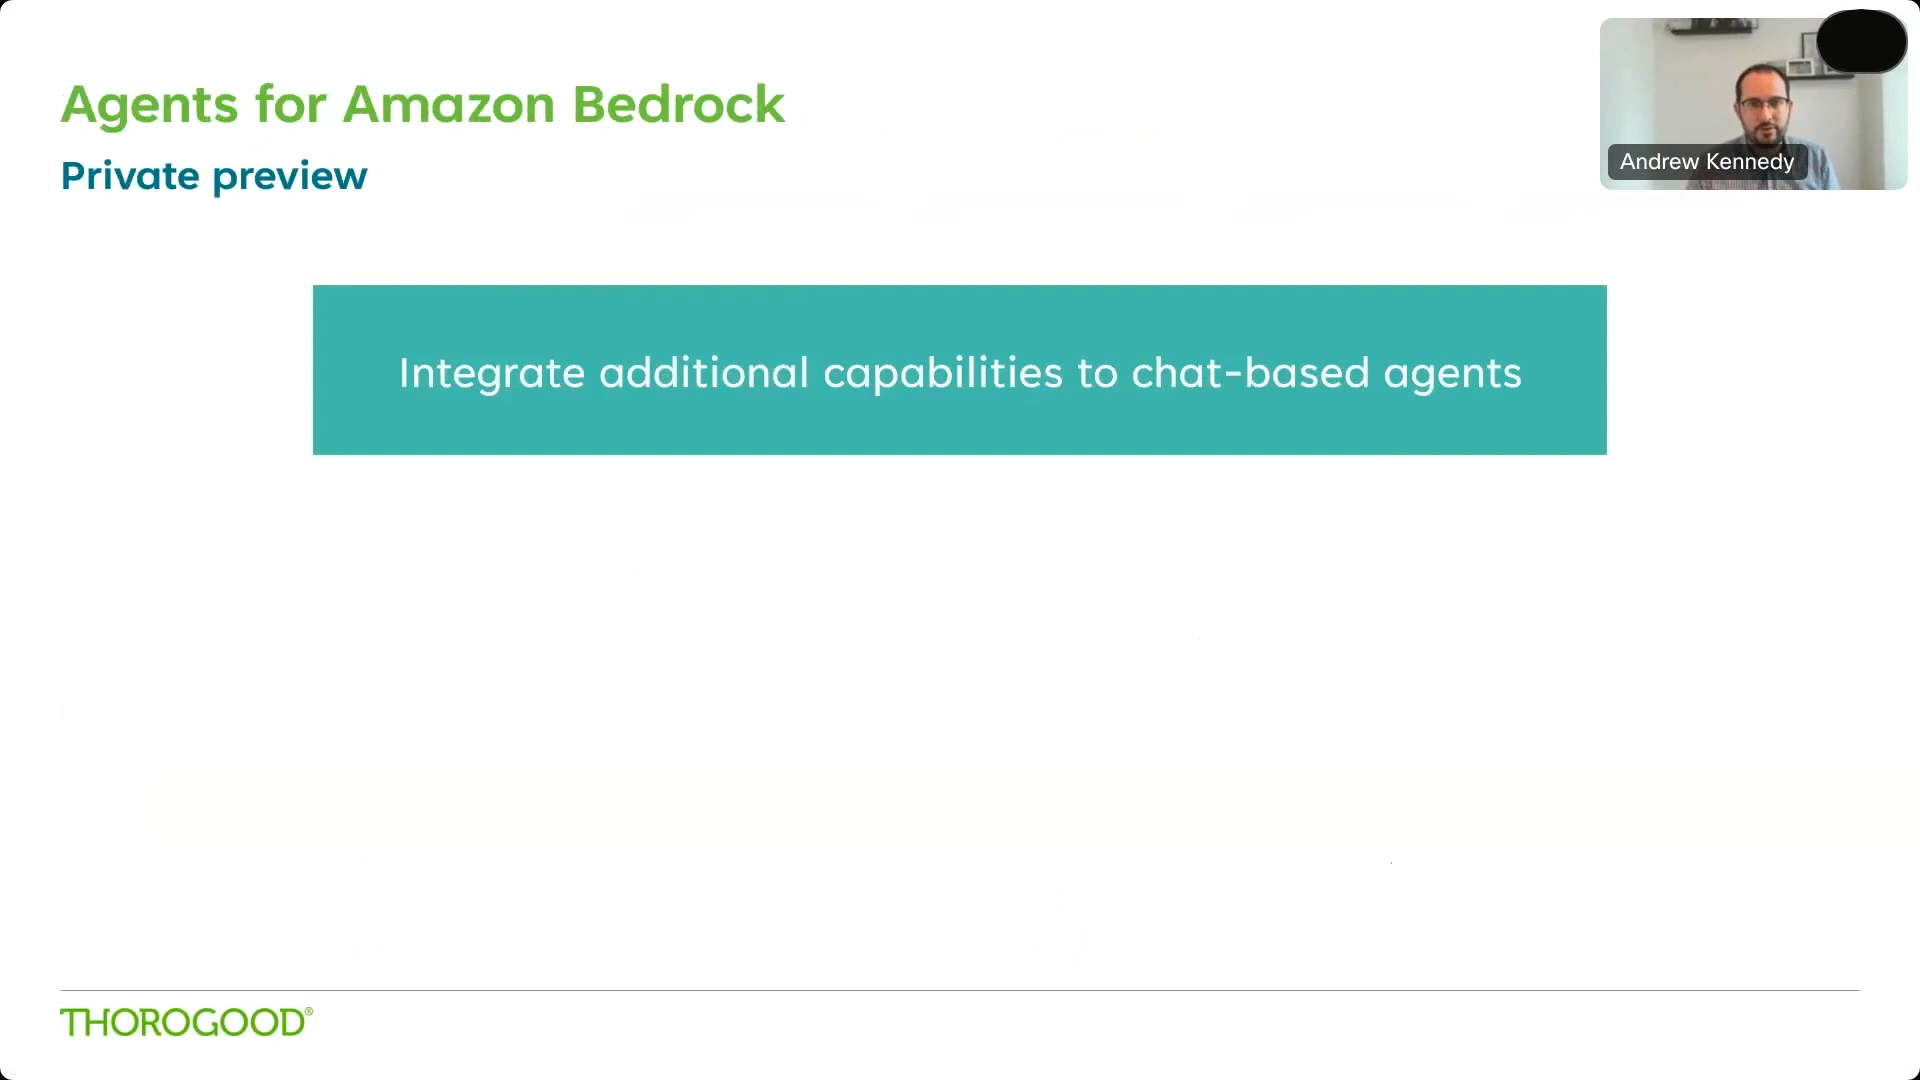 Agents for Amazon Bedrock
Private preview
Andrew Kennedy
Integrate additional capabilities to chat-based agents
THOROGOOD®